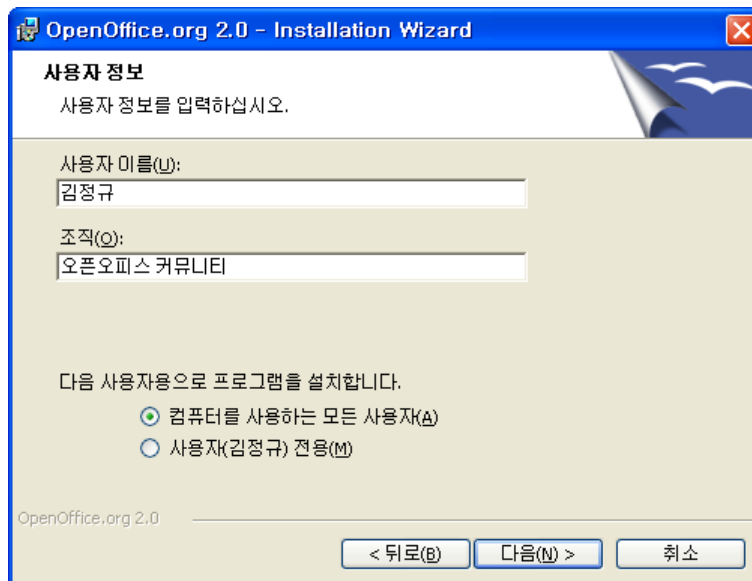 OpenOffice.org 2.0 - Installation Wizard
사용자 정보
사용자 정보를 입력하십시오.
사용자 이름(U):
김정규
조직(O):
오픈오피스 커뮤니티
다음 사용자용으로 프로그램을 설치합니다.
컴퓨터를 사용하는 모든 사용자(A)
사용자(김정규) 전용(M)
OpenOffice.org 2.0
< 뒤로(B) 다음(N) > 취소